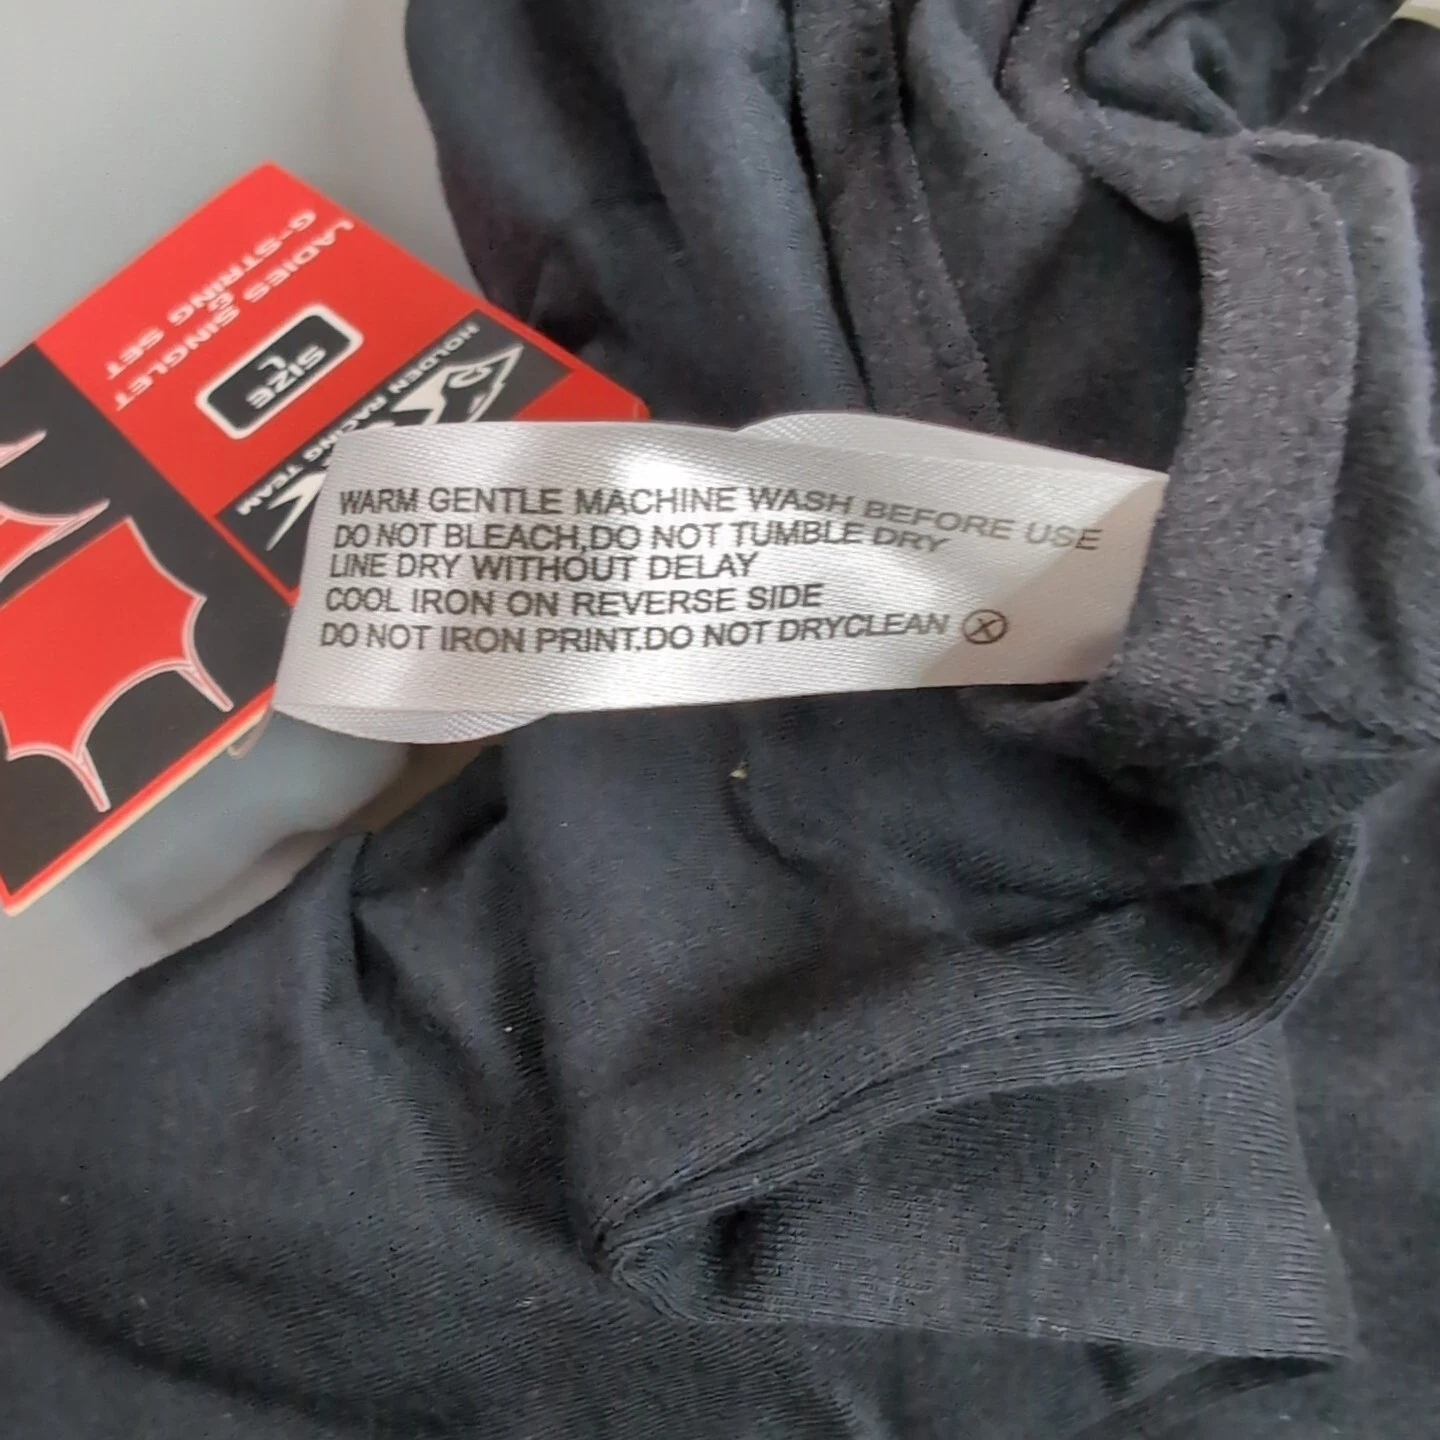 LADIES SINGLET
&
G-STRING SET
SIZE
L
HOLDEN RACING TEAM
WARM GENTLE MACHINE WASH BEFORE USE
DO NOT BLEACH,DO NOT TUMBLE DRY
LINE DRY WITHOUT DELAY
COOL IRON ON REVERSE SIDE
DO NOT IRON PRINT.DO NOT DRYCLEAN X